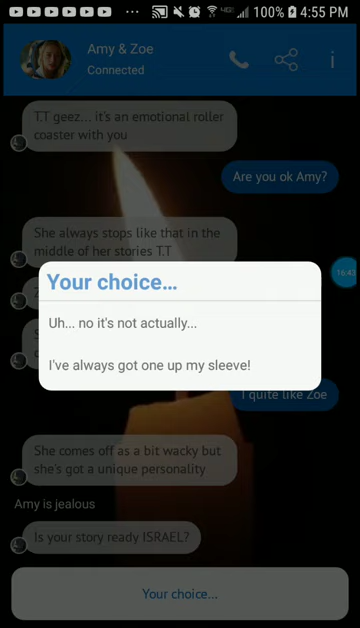 100% 4:55 PM
Amy & Zoe
Connected
T.T geez... it's an emotional roller
coaster with you
Are you ok Amy?
She always stops like that in the
middle of her stories T.T
16:43
Your choice...
Uh... no it's not actually...
I've always got one up my sleeve!
I quite like Zoe
She comes off as a bit wacky but
she's got a unique personality
Amy is jealous
Is your story ready ISRAEL?
Your choice...